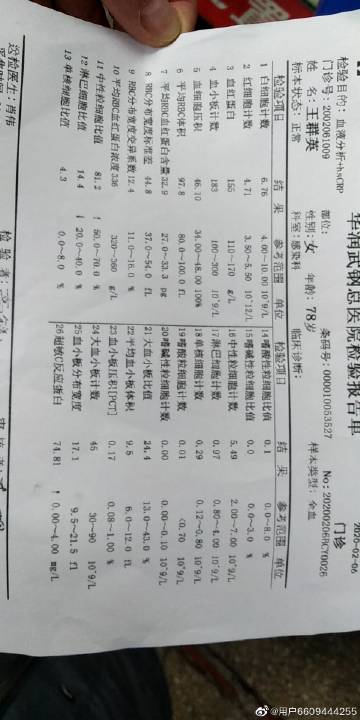 华润武钢总医院检验报告单
2020-02-06
门诊
检验目的：血液分析+hsCRP
No：20200206BCY0026
门诊号：2002061009
条码号：000100053527
样本类型：全血
姓 名：王群英
性别：女
年龄：78岁
科室：感染科
部位：
临床诊断：
标本状态：正常
检验项目 结 果 参考范围 单位 检验项目 结 果 参考范围 单位
1 白细胞计数 6.76 4.00~10.00 10^9/L 14 嗜酸性粒细胞比值 0.1 0.0~8.0 %
2 红细胞计数 4.71 3.50~5.50 10^12/L 15 嗜碱性粒细胞比值 0.0 0.0~3.0 %
3 血红蛋白 155 110~170 g/L 16 中性粒细胞计数 5.49 2.00~7.00 10^9/L
4 血小板计数 183 100~300 10^9/L 17 淋巴细胞计数 0.97 0.80~4.00 10^9/L
5 血细胞压积 46.10 34.00~48.00 100% 18 单核细胞计数 0.29 0.12~0.80 10^9/L
6 平均RBC体积 97.8 80.0~100.0 fl 19 嗜酸粒细胞计数 0.01 <0.70 10^9/L
7 平均RBC血红蛋白含量 32.9 27.0~33.3 pg 20 嗜碱性粒细胞计数 0.00 0.00~0.10 10^9/L
8 RBC分布宽度标准差 44.8 37.0~54.0 fL 21 大血小板比值 24.4 13.0~43.0 %
9 RBC分布宽度变异系数 12.4 11.0~16.0 % 22 平均血小板体积 9.5 6.0~12.0 fl
10 平均RBC血红蛋白浓度 336 320~360 g/L 23 血小板压积[PCT] 0.17 0.08~1.00 %
11 中性粒细胞比值 81.2 ↑ 50.0~70.0 % 24 大血小板计数 45 30~90 10^9/L
12 淋巴细胞比值 14.4 ↓ 20.0~40.0 % 25 血小板分布宽度 17.1 9.5~21.5 fl
13 单核细胞比值 4.3 0.0~8.0 % 26 超敏C反应蛋白 74.81 ↑ 0.00~4.00 mg/L
送检医生：肖伟
检 验 者：
@用户6609444255